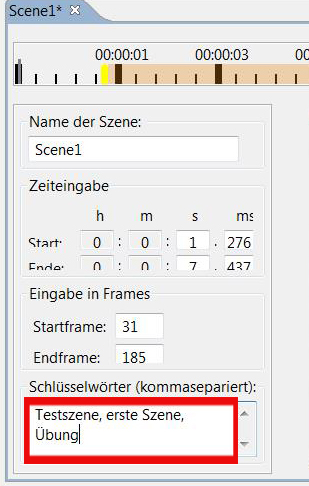 Scene1*
00:00:01 00:00:03
Name der Szene:
Scene1
Zeiteingabe
h m s ms
Start: 0 : 0 : 1 . 276
Ende: 0 : 0 : 7 . 437
Eingabe in Frames
Startframe: 31
Endframe: 185
Schlüsselwörter (kommasepariert):
Testszene, erste Szene,
Übung